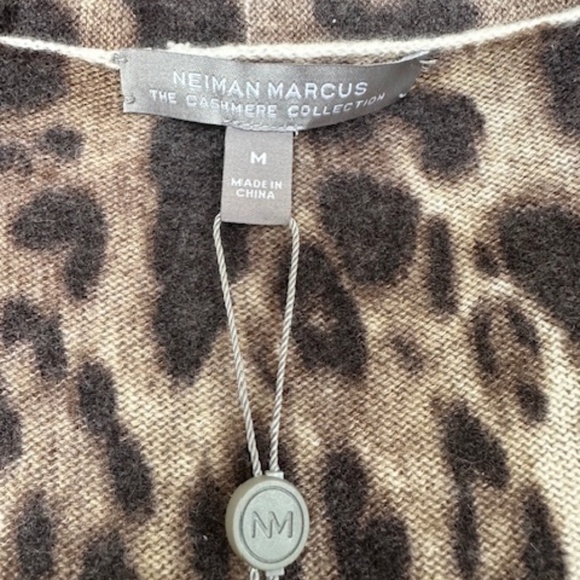 NEIMAN MARCUS
THE CASHMERE COLLECTION
M
MADE IN
CHINA
NM